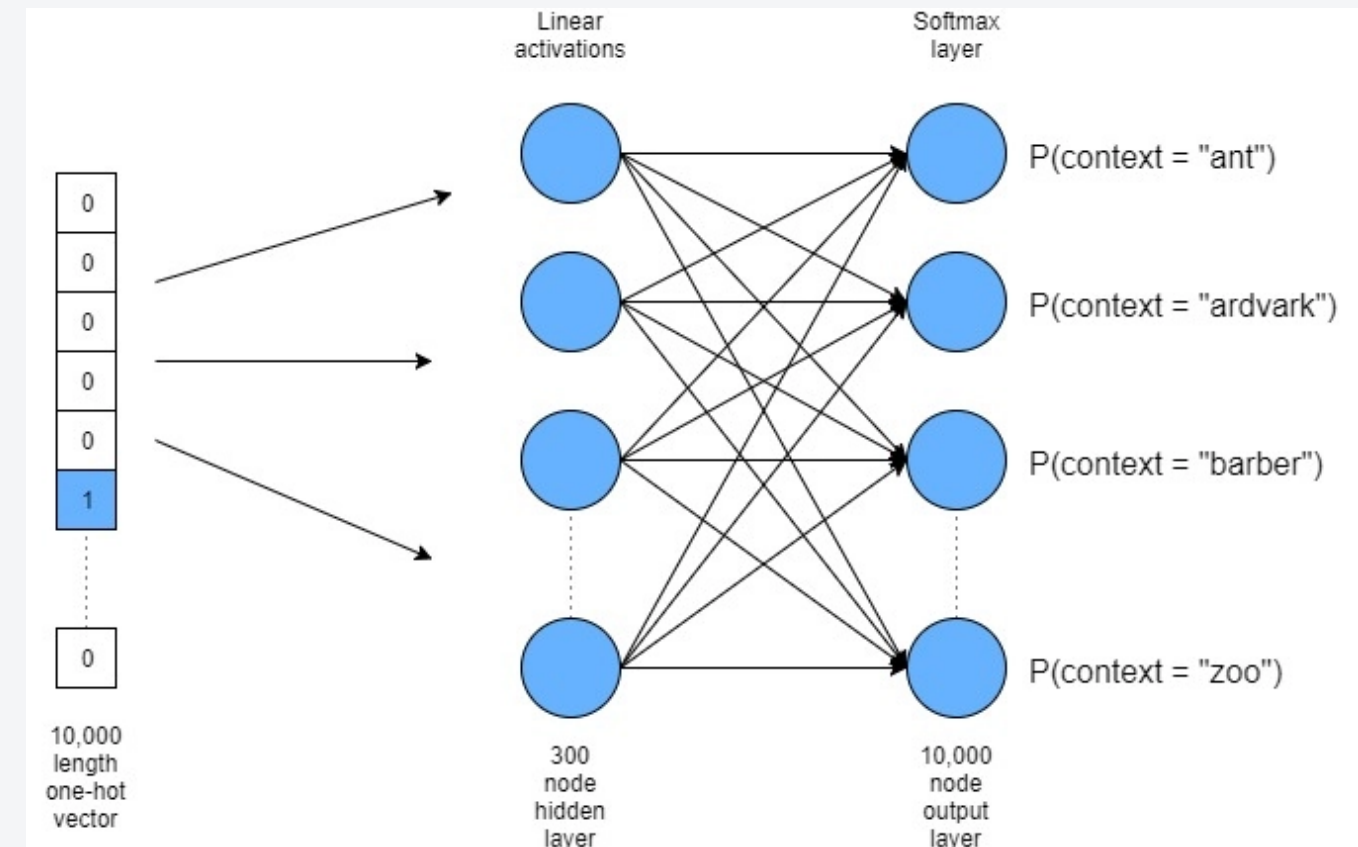 Linear
activations
Softmax
layer
0
0
0
0
0
1
0
P(context = "ant")
P(context = "ardvark")
P(context = "barber")
P(context = "zoo")
10,000
length
one-hot
vector
300
node
hidden
layer
10,000
node
output
layer